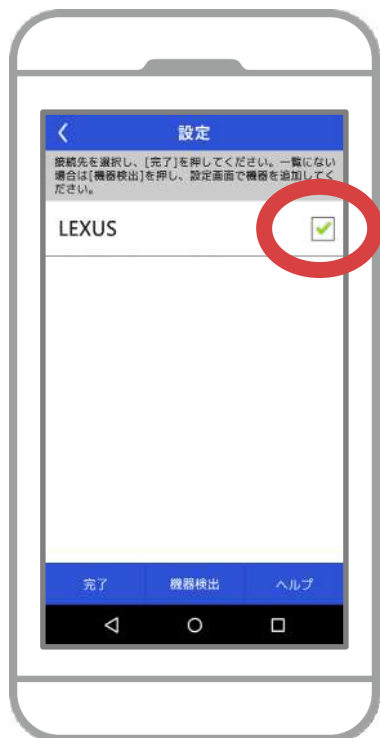 設定
接続先を選択し、[完了]を押してください。一覧にない
場合は[機器検出]を押し、設定画面で機器を追加してく
ださい。
LEXUS
完了 機器検出 ヘルプ